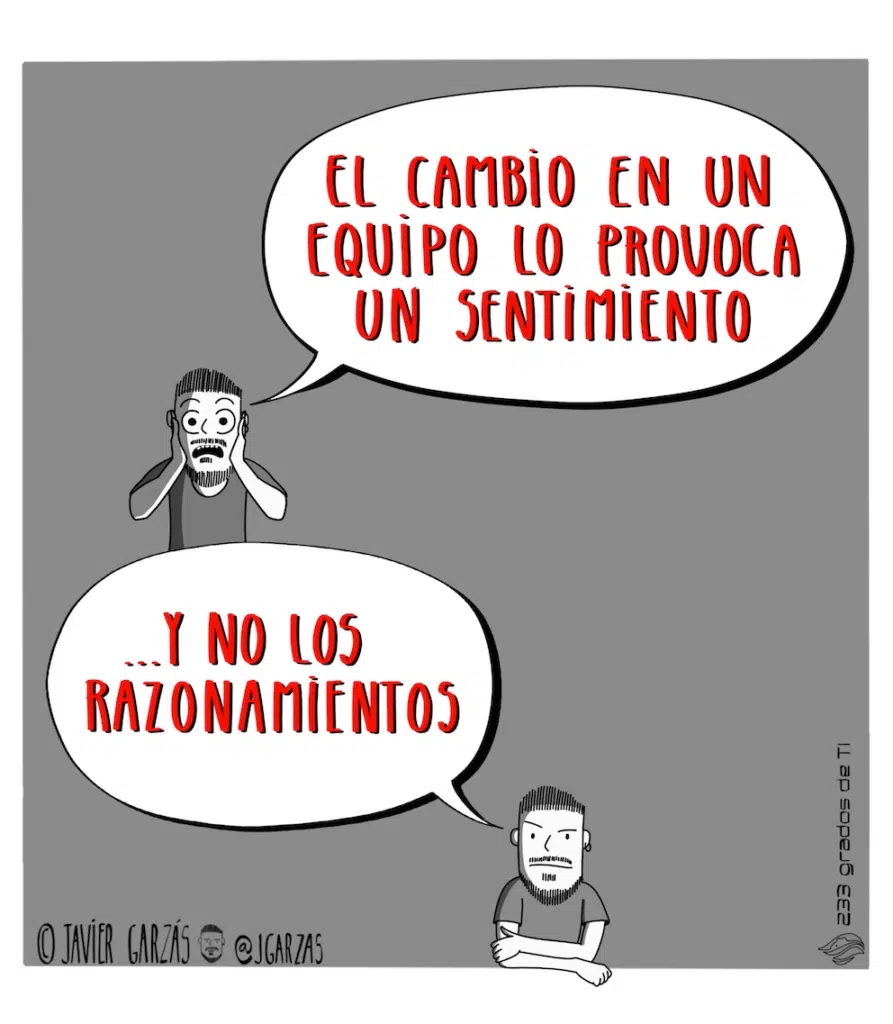 EL CAMBIO EN UN
EQUIPO LO PROVOCA
UN SENTIMIENTO
...Y NO LOS
RAZONAMIENTOS
© JAVIER GARZÁS @JGARZAS
233 grados de TI